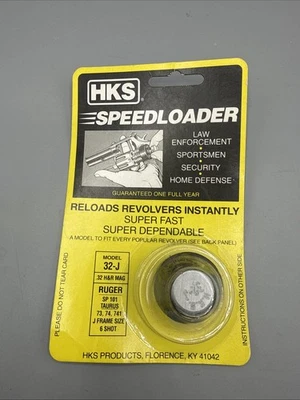 HKS®
SPEEDLOADER
LAW
ENFORCEMENT
• SPORTSMEN
• SECURITY
• HOME DEFENSE
GUARANTEED ONE FULL YEAR
RELOADS REVOLVERS INSTANTLY
SUPER FAST
SUPER DEPENDABLE
A MODEL TO FIT EVERY POPULAR REVOLVER (SEE BACK PANEL)
PLEASE DO NOT TEAR CARD
MODEL
32-J
32 H&R MAG
RUGER
SP 101
TAURUS
73, 74, 741
J FRAME SIZE
6 SHOT
INSTRUCTIONS ON OTHER SIDE
HKS PRODUCTS, FLORENCE, KY 41042